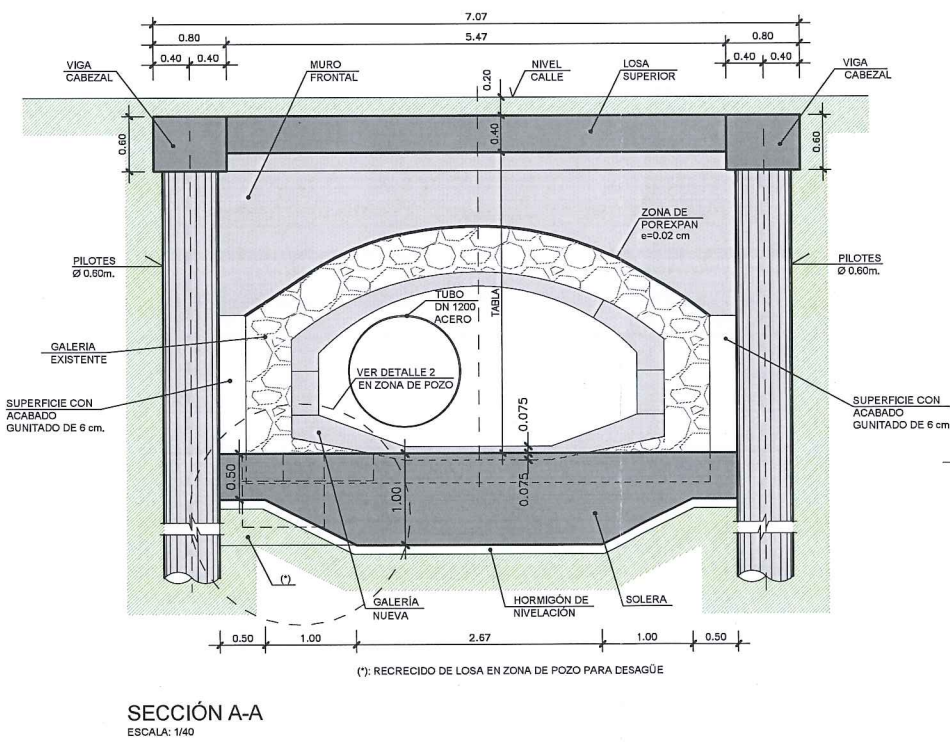 7.07
0.80
5.47
0.80
0.40
0.40
0.40
0.40
VIGA
CABEZAL
MURO
FRONTAL
0.20
NIVEL
CALLE
LOSA
SUPERIOR
VIGA
CABEZAL
0.60
0.40
0.60
ZONA DE
POREXPAN
e=0.02 cm
PILOTES
Ø 0.60m.
PILOTES
Ø 0.60m.
TUBO
DN 1200
ACERO
TABLA
GALERIA
EXISTENTE
VER DETALLE 2
EN ZONA DE POZO
SUPERFICIE CON
ACABADO
GUNITADO DE 6 cm.
SUPERFICIE CON
ACABADO
GUNITADO DE 6 cm
0.075
0.50
1.00
0.075
(*)
GALERÍA
NUEVA
HORMIGÓN DE
NIVELACIÓN
SOLERA
0.50
1.00
2.67
1.00
0.50
(*): RECRECIDO DE LOSA EN ZONA DE POZO PARA DESAGÜE
SECCIÓN A-A
ESCALA: 1/40